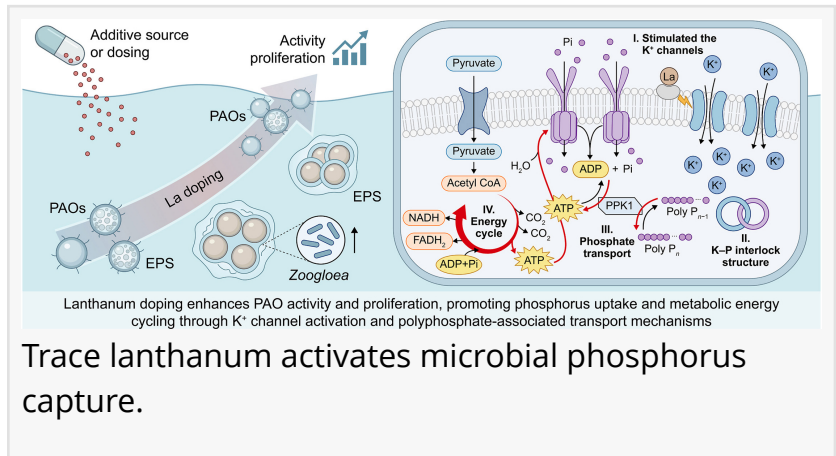 Additive source
or dosing
Activity
proliferation
PAOs
La doping
EPS
PAOs
EPS
Zoogloea
I. Stimulated the
K⁺ channels
Pi
La
K⁺
K⁺
Pyruvate
Pyruvate
Acetyl CoA
H₂O
ADP + Pi
K⁺
K⁺
K⁺
K⁺
K⁺
NADH
FADH₂
ADP+Pi
IV.
Energy
cycle
CO₂
CO₂
ATP
ATP
PPK1
III.
Phosphate
transport
Poly Pₙ₋₁
Poly Pₙ
II.
K–P interlock
structure
Lanthanum doping enhances PAO activity and proliferation, promoting phosphorus uptake and metabolic energy
cycling through K⁺ channel activation and polyphosphate-associated transport mechanisms
Trace lanthanum activates microbial phosphorus
capture.